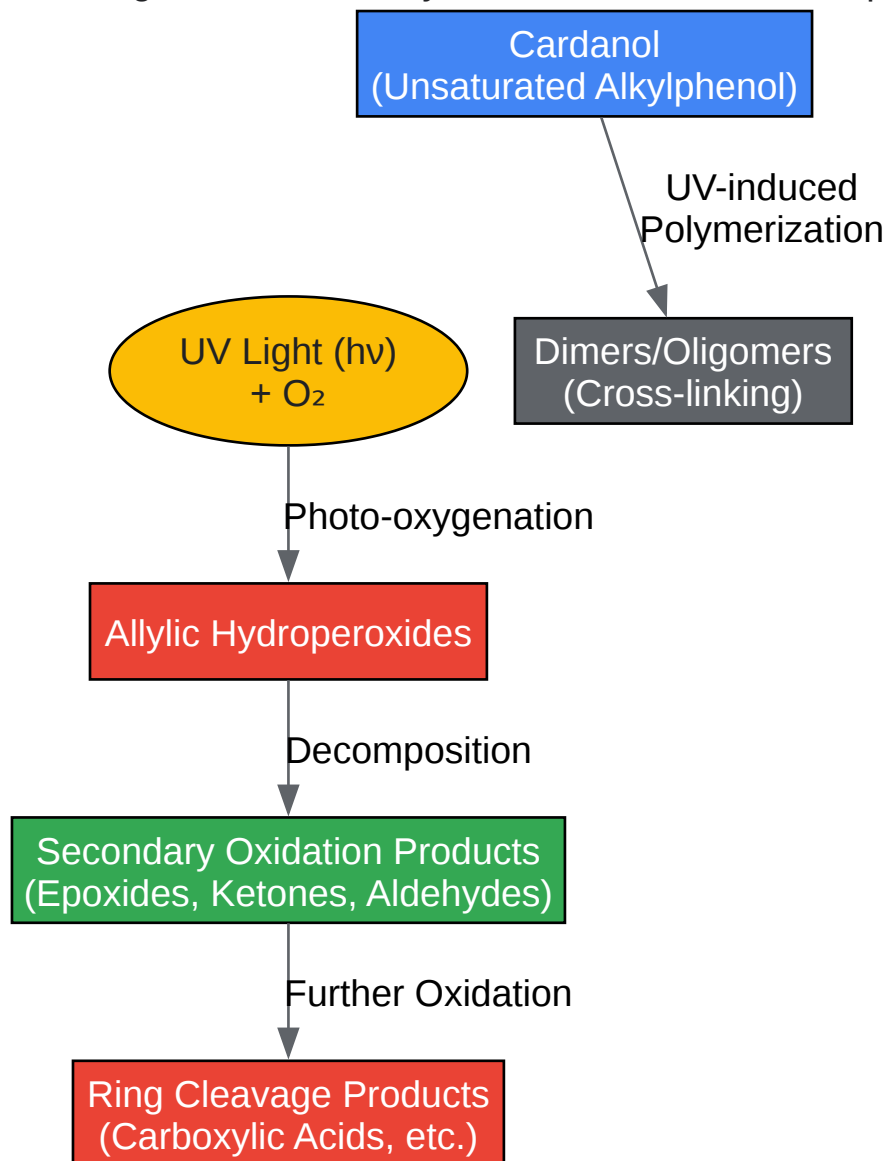 Cardanol
(Unsaturated Alkylphenol)
UV-induced
Polymerization
UV Light (hν)
+ O₂
Dimers/Oligomers
(Cross-linking)
Photo-oxygenation
Allylic Hydroperoxides
Decomposition
Secondary Oxidation Products
(Epoxides, Ketones, Aldehydes)
Further Oxidation
Ring Cleavage Products
(Carboxylic Acids, etc.)